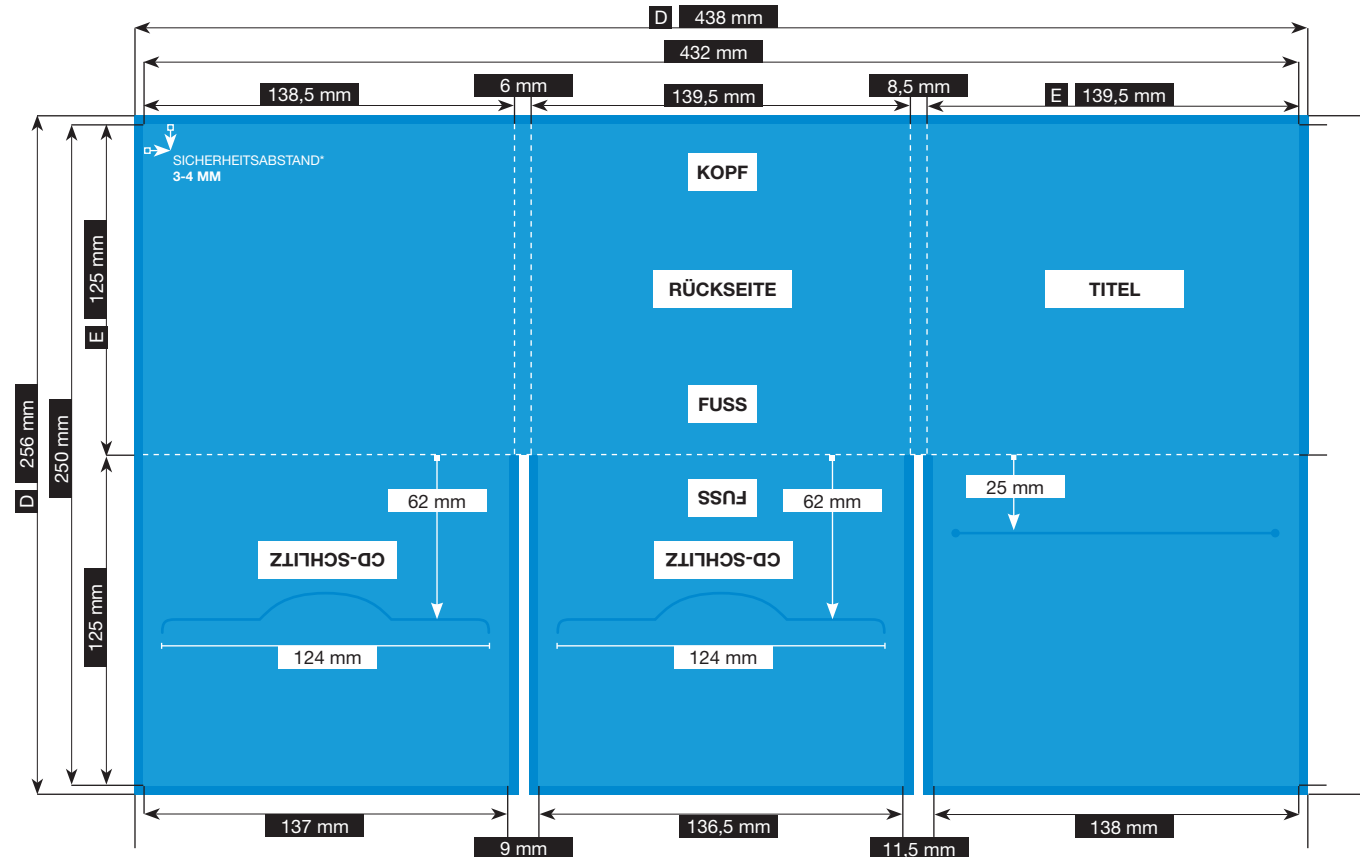 D 438 mm
432 mm
138,5 mm
6 mm
139,5 mm
8,5 mm
E 139,5 mm
SICHERHEITSABSTAND*
3-4 MM
KOPF
RÜCKSEITE
TITEL
FUSS
125 mm
E
D 256 mm
250 mm
125 mm
62 mm
FUSS
62 mm
25 mm
CD-SCHLITZ
CD-SCHLITZ
124 mm
124 mm
137 mm
9 mm
136,5 mm
11,5 mm
138 mm